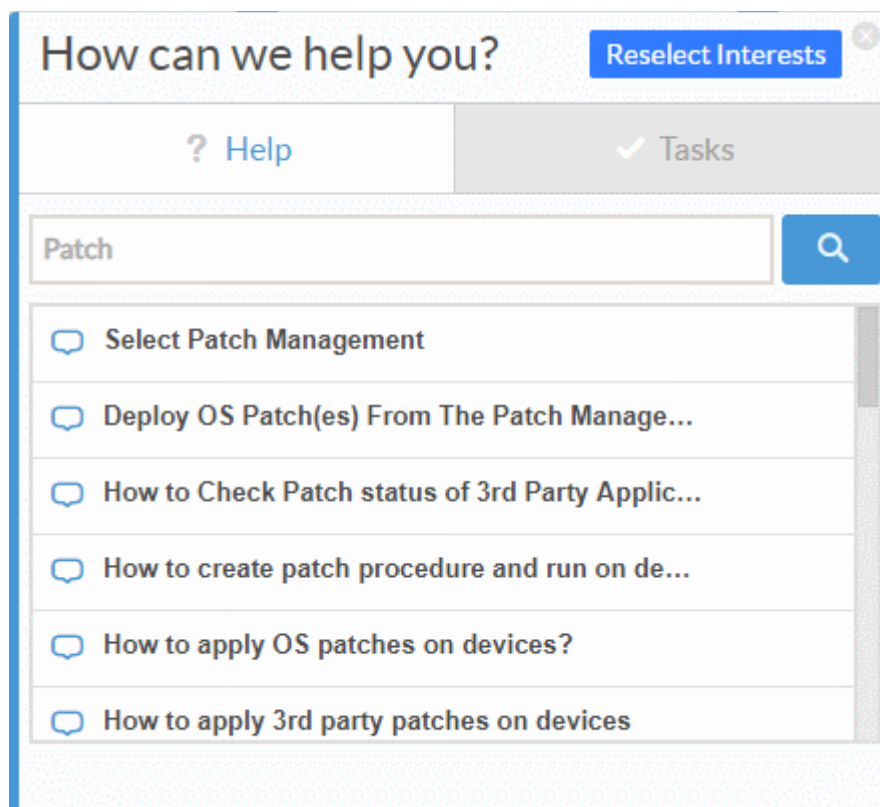 How can we help you?
Reselect Interests
? Help
Tasks
Patch
Select Patch Management
Deploy OS Patch(es) From The Patch Manage...
How to Check Patch status of 3rd Party Applic...
How to create patch procedure and run on de...
How to apply OS patches on devices?
How to apply 3rd party patches on devices